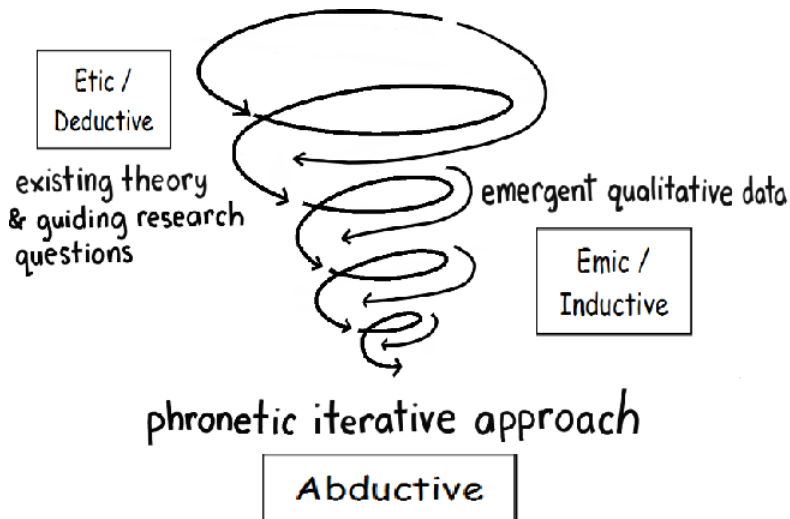 Etic /
Deductive
existing theory
& guiding research
questions
emergent qualitative data
Emic /
Inductive
phronetic iterative approach
Abductive